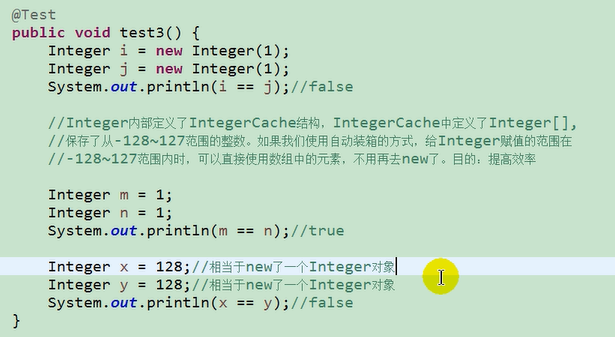 @Test
public void test3() {
Integer i = new Integer(1);
Integer j = new Integer(1);
System.out.println(i == j);//false
//Integer内部定义了IntegerCache结构，IntegerCache中定义了Integer[],
//保存了从-128~127范围的整数。如果我们使用自动装箱的方式，给Integer赋值的范围在
//-128~127范围内时，可以直接使用数组中的元素，不用再去new了。目的：提高效率
Integer m = 1;
Integer n = 1;
System.out.println(m == n);//true
Integer x = 128;//相当于new了一个Integer对象
Integer y = 128;//相当于new了一个Integer对象
System.out.println(x == y);//false
}